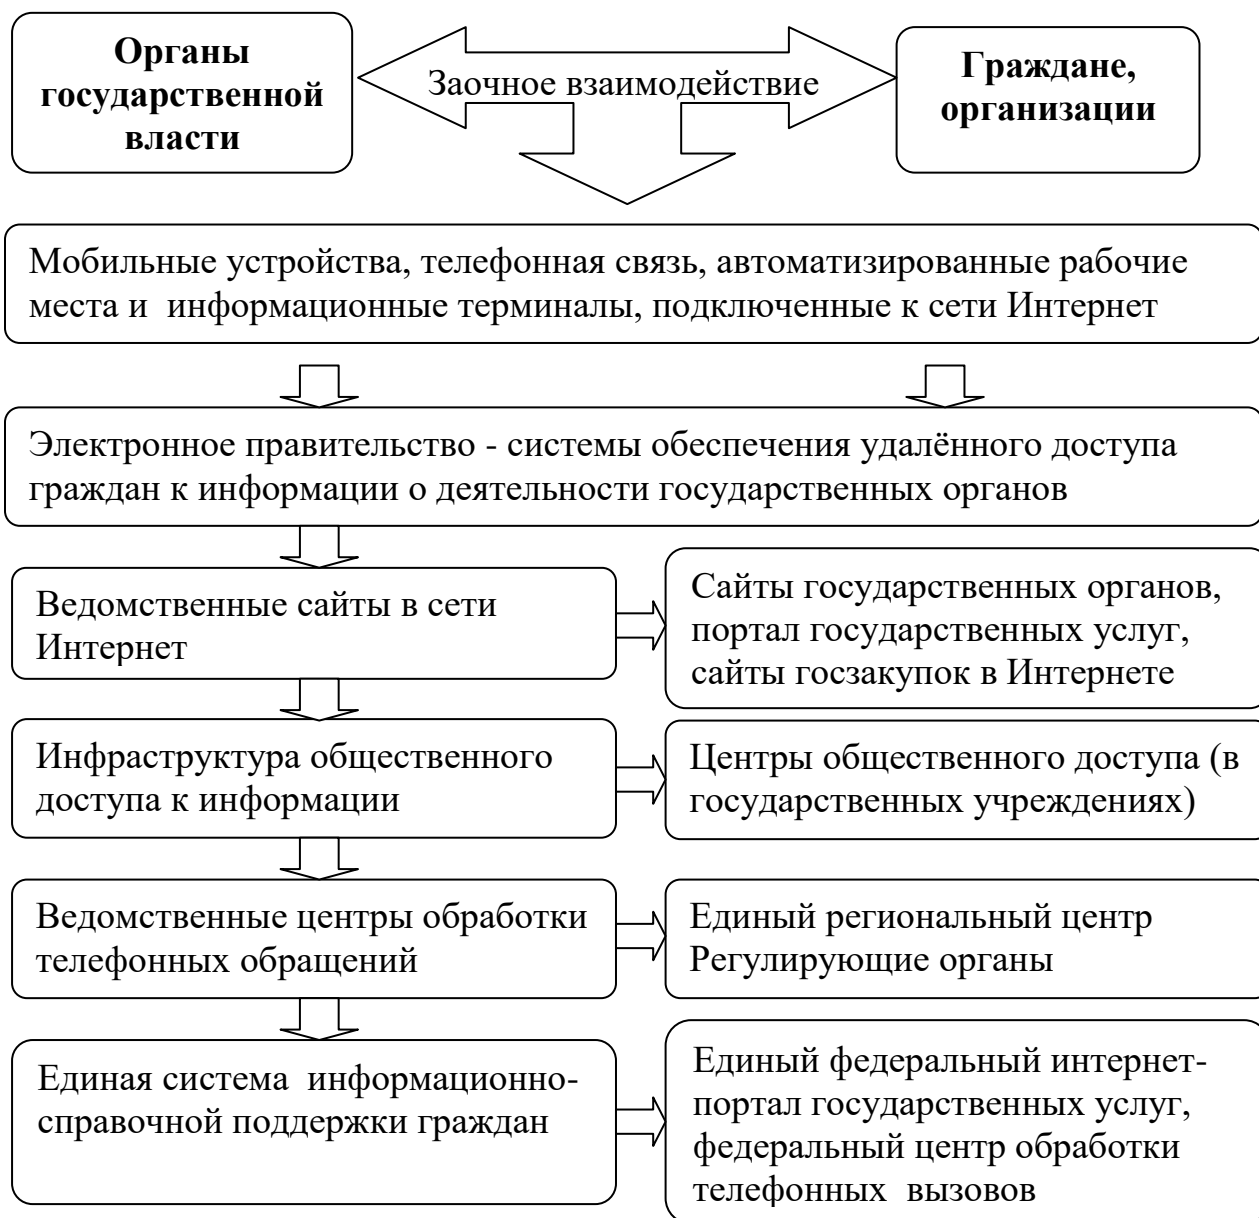 Органы
государственной
власти
Заочное взаимодействие
Граждане,
организации
Мобильные устройства, телефонная связь, автоматизированные рабочие
места и информационные терминалы, подключенные к сети Интернет
Электронное правительство - системы обеспечения удалённого доступа
граждан к информации о деятельности государственных органов
Ведомственные сайты в сети
Интернет
Сайты государственных органов,
портал государственных услуг,
сайты госзакупок в Интернете
Инфраструктура общественного
доступа к информации
Центры общественного доступа (в
государственных учреждениях)
Ведомственные центры обработки
телефонных обращений
Единый региональный центр
Регулирующие органы
Единая система информационно-
справочной поддержки граждан
Единый федеральный интернет-
портал государственных услуг,
федеральный центр обработки
телефонных вызовов